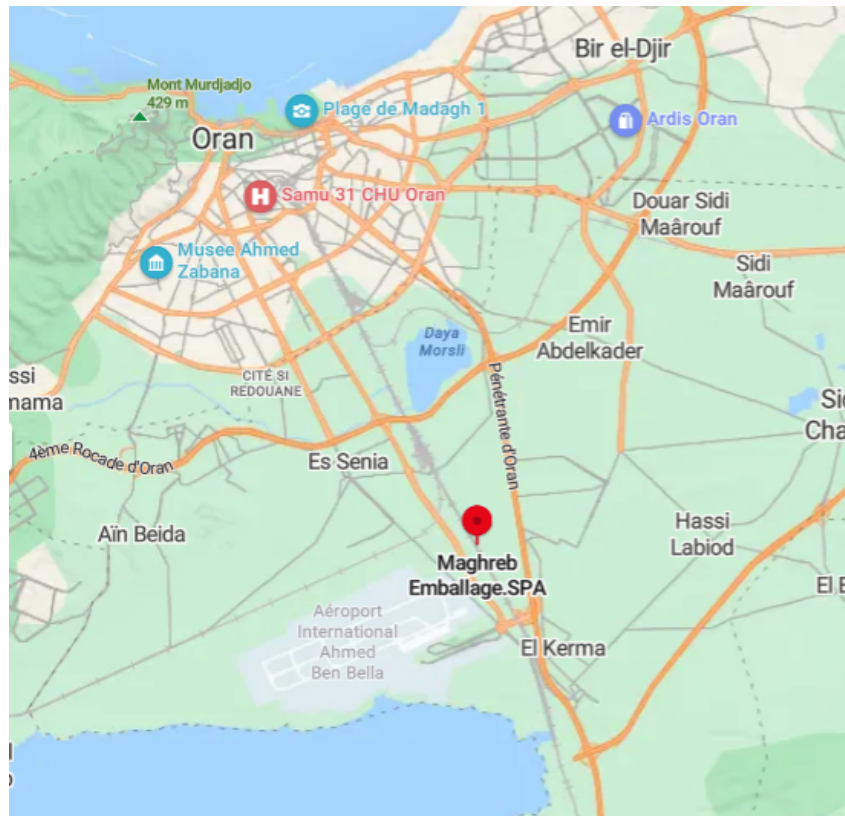 Bir el-Djir
Mont Murdjadjo
429 m
Plage de Madagh 1
Ardis Oran
Oran
Samu 31 CHU Oran
Douar Sidi
Maârouf
Musee Ahmed
Zabana
Sidi
Maârouf
Daya
Morsli
Emir
Abdelkader
CITÉ SI
REDOUANE
ssi
mama
Pénétrante d'Oran
Si
Cha
4ème Rocade d'Oran
Es Senia
Aïn Beida
Hassi
Labiod
Maghreb
Emballage.SPA
El E
Aéroport
International
Ahmed
Ben Bella
El Kerma